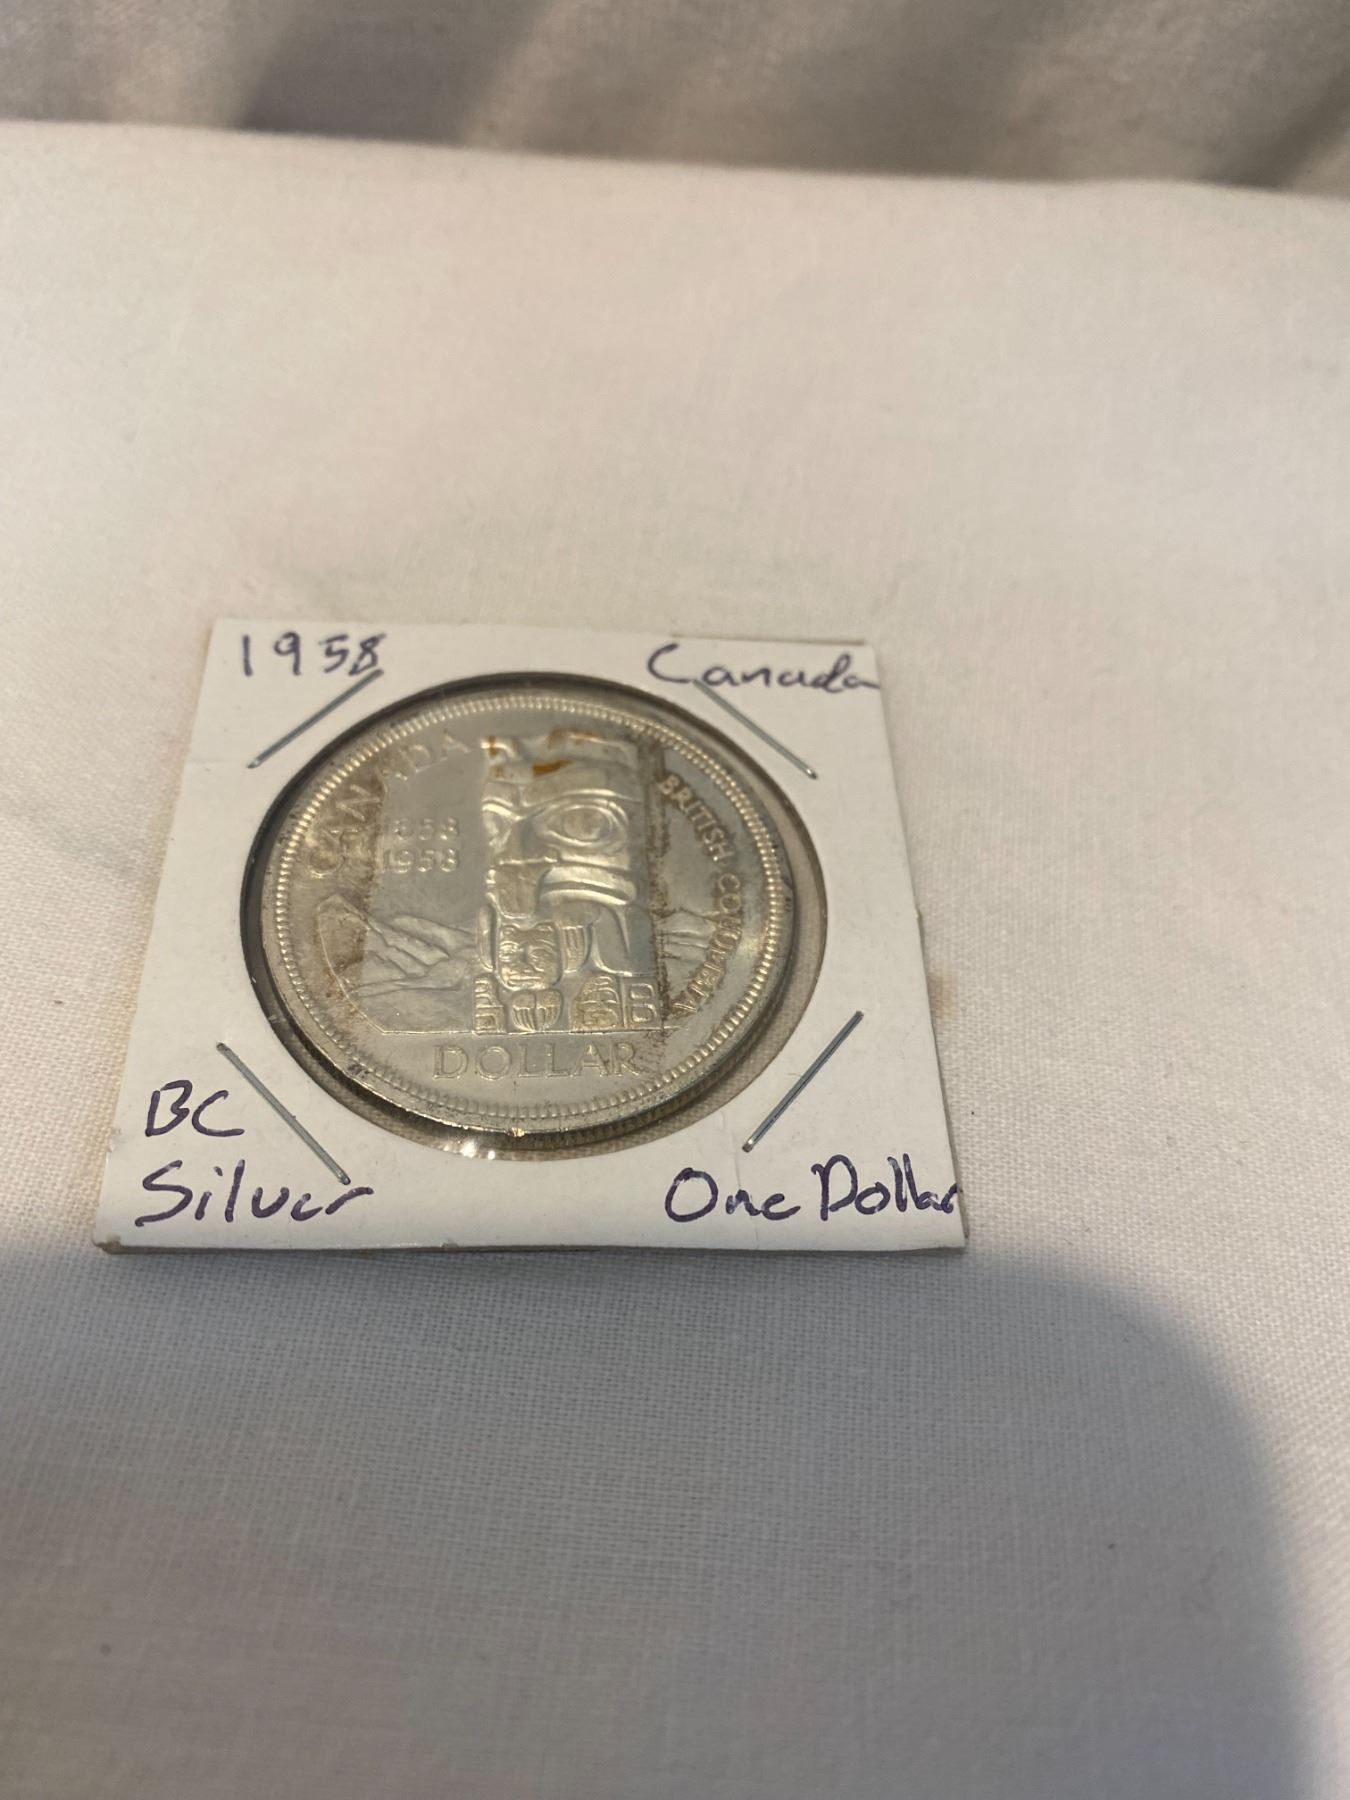 1958 Canada
CANADA
1858
1958
BRITISH COLUMBIA
DOLLAR
BC
Silver
One Dollar